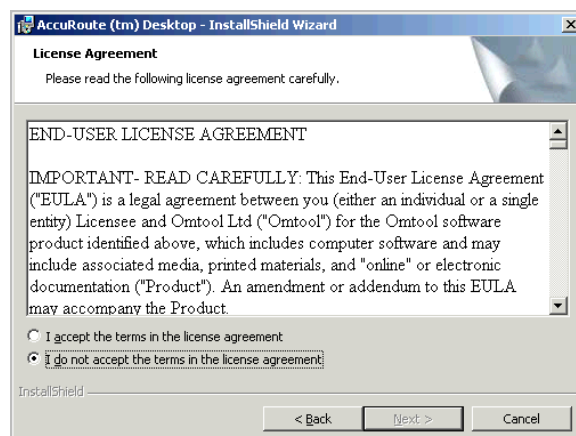 AccuRoute (tm) Desktop - InstallShield Wizard
License Agreement
Please read the following license agreement carefully.
END-USER LICENSE AGREEMENT
IMPORTANT- READ CAREFULLY: This End-User License Agreement
("EULA") is a legal agreement between you (either an individual or a single
entity) Licensee and Omtool Ltd ("Omtool") for the Omtool software
product identified above, which includes computer software and may
include associated media, printed materials, and "online" or electronic
documentation ("Product"). An amendment or addendum to this EULA
may accompany the Product.
I accept the terms in the license agreement
I do not accept the terms in the license agreement
InstallShield
< Back Next > Cancel